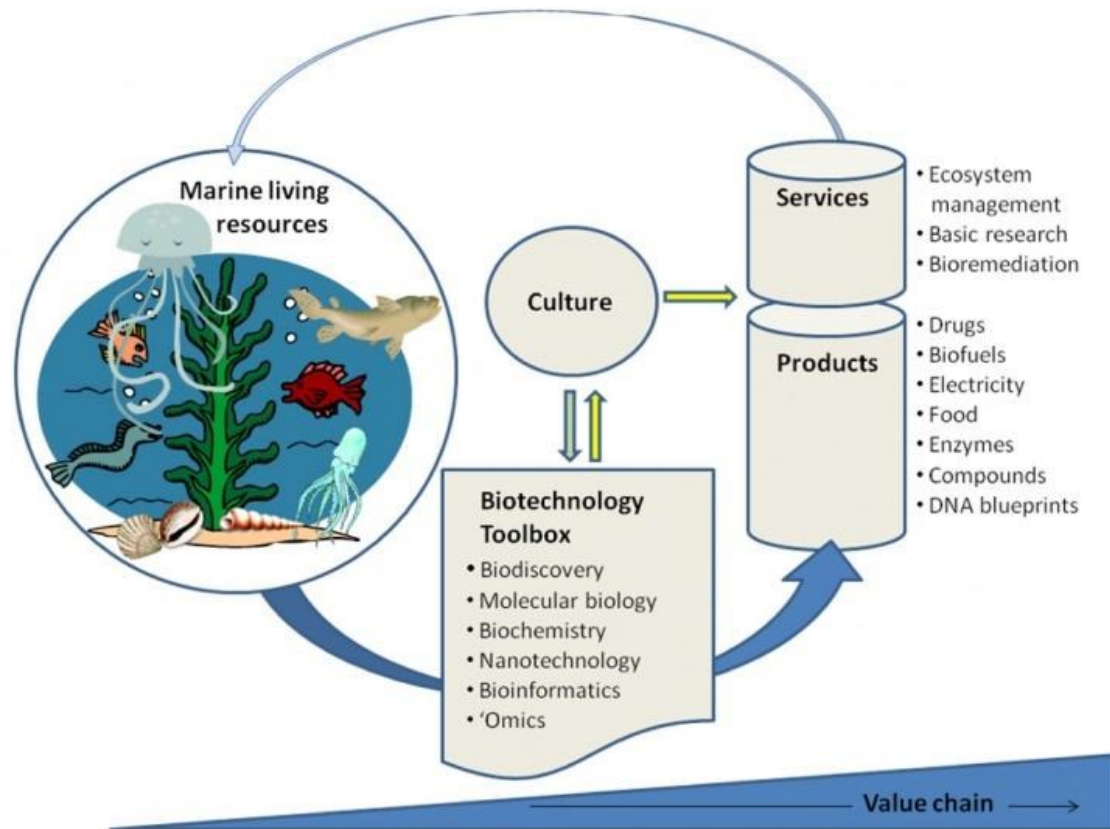 Marine living
resources
Culture
Services
• Ecosystem
management
• Basic research
• Bioremediation
Products
• Drugs
• Biofuels
• Electricity
• Food
• Enzymes
• Compounds
• DNA blueprints
Biotechnology
Toolbox
• Biodiscovery
• Molecular biology
• Biochemistry
• Nanotechnology
• Bioinformatics
• ‘Omics
Value chain